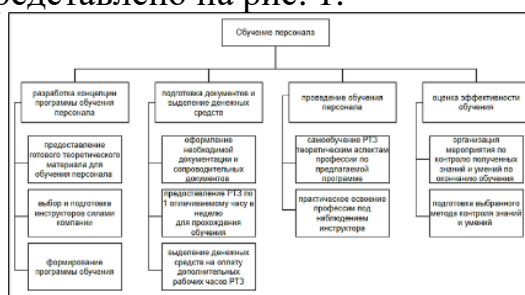 редставлено на рис. 1.
Обучение персонала
разработка концепции
программы обучения
персонала
подготовка документов и
выделение денежных
средств
проведение обучения
персонала
оценка эффективности
обучения
предоставление
готового теоретического
материала для
обучения персонала
оформление
необходимой
документации и
сопроводительных
документов
самообучение РТЗ
теоретическим аспектам
профессии по
предлагаемой
программе
организация
мероприятия по
контролю полученных
знаний и умений по
окончанию обучения
выбор и подготовка
инструкторов силами
компании
предоставление РТЗ по
1 оплачиваемому часу в
неделю
для прохождения
обучения
практическое освоение
профессии под
наблюдением
инструктора
подготовка выбранного
метода контроля знаний
и умений
формирование
программы обучения
выделение денежных
средств на оплату
дополнительных
рабочих часов РТЗ